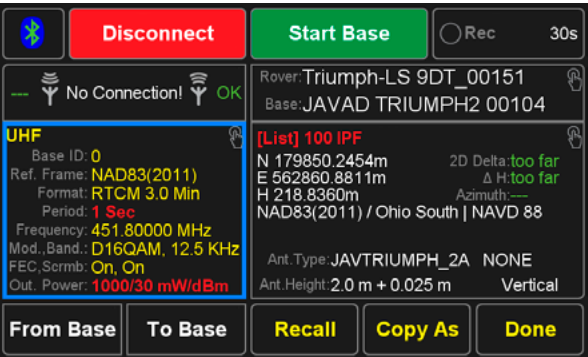 Disconnect
Start Base
Rec 30s
--- No Connection! OK
Rover:Triumph-LS 9DT_00151
Base:JAVAD TRIUMPH2 00104
UHF
Base ID: 0
Ref. Frame: NAD83(2011)
Format: RTCM 3.0 Min
Period: 1 Sec
Frequency: 451.80000 MHz
Mod.,Band.: D16QAM, 12.5 KHz
FEC,Scrmb: On, On
Out. Power: 1000/30 mW/dBm
[List] 100 IPF
N 179850.2454m 2D Delta:too far
E 562860.8811m Δ H:too far
H 218.8360m Azimuth:---
NAD83(2011) / Ohio South | NAVD 88
Ant.Type: JAVTRIUMPH_2A NONE
Ant.Height: 2.0 m + 0.025 m Vertical
From Base
To Base
Recall
Copy As
Done